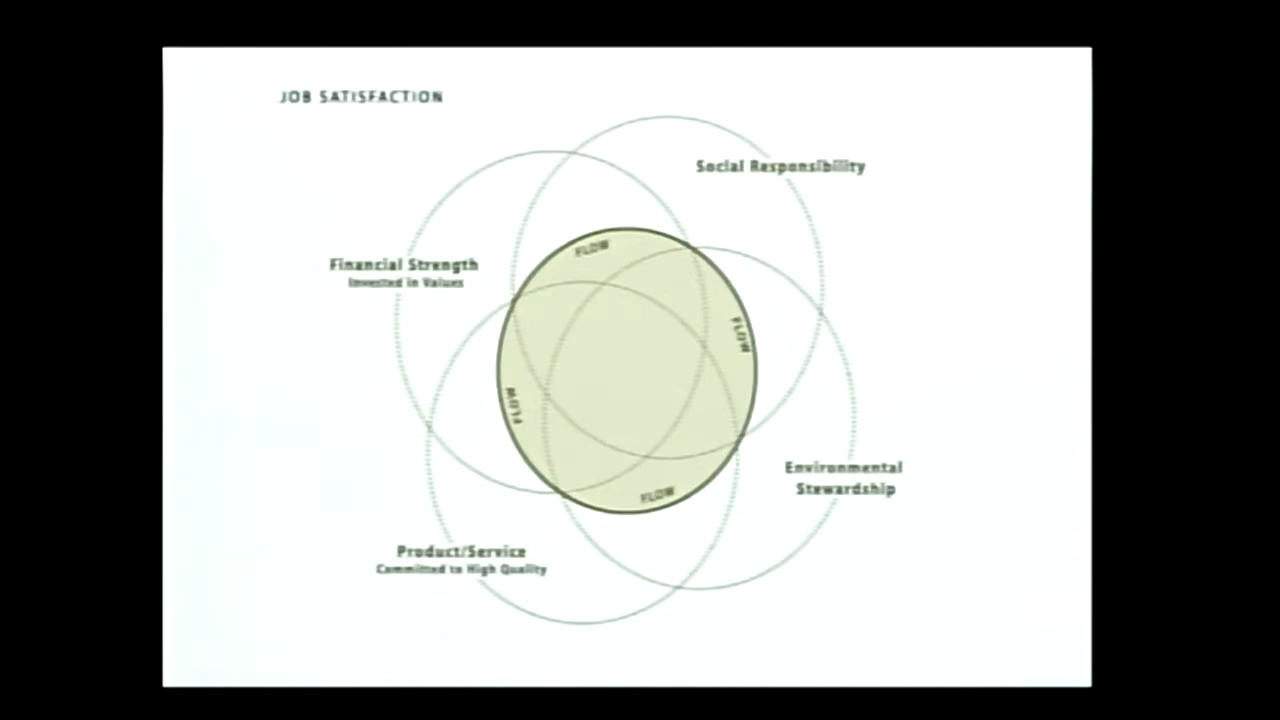 JOB SATISFACTION
Social Responsibility
FLOW
Financial Strength
Invested in Values
FLOW
FLOW
Environmental
Stewardship
FLOW
Product/Service
Committed to High Quality